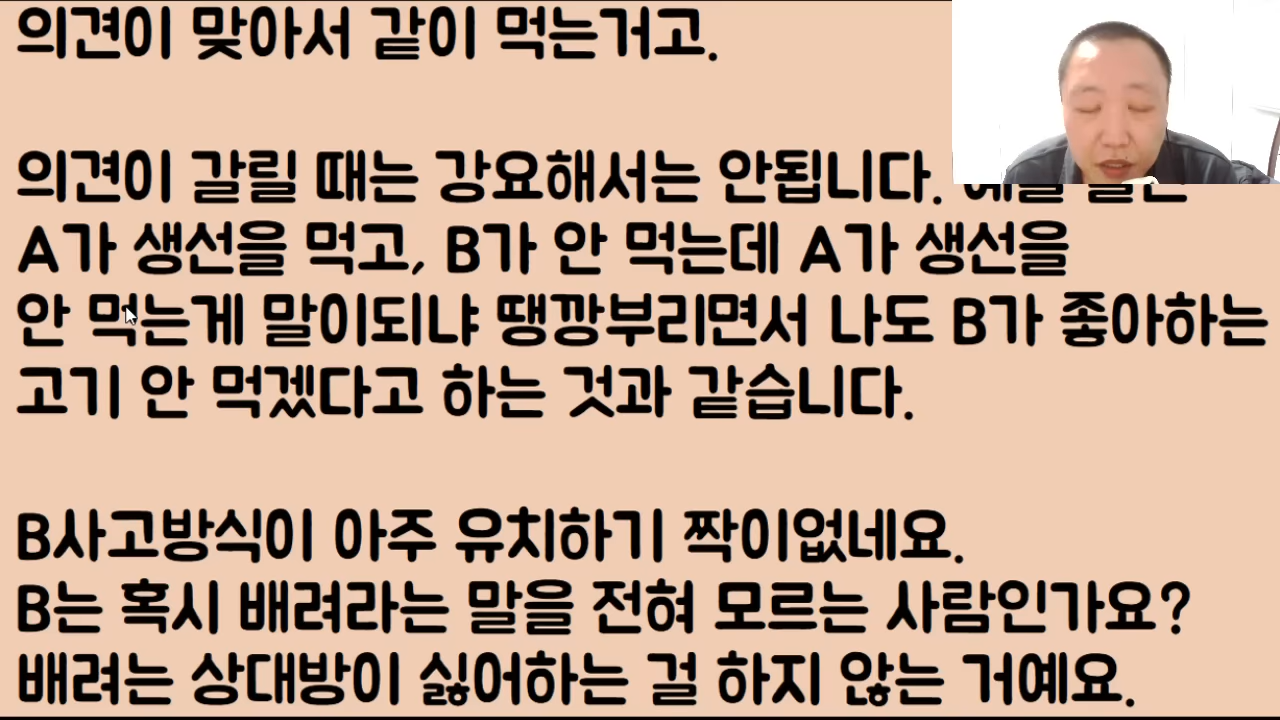 의견이 맞아서 같이 먹는거고.
의견이 갈릴 때는 강요해서는 안됩니다.
A가 생선을 먹고, B가 안 먹는데 A가 생선을
안 먹는게 말이되냐 땡깡부리면서 나도 B가 좋아하는
고기 안 먹겠다고 하는 것과 같습니다.
B사고방식이 아주 유치하기 짝이없네요.
B는 혹시 배려라는 말을 전혀 모르는 사람인가요?
배려는 상대방이 싫어하는 걸 하지 않는 거예요.